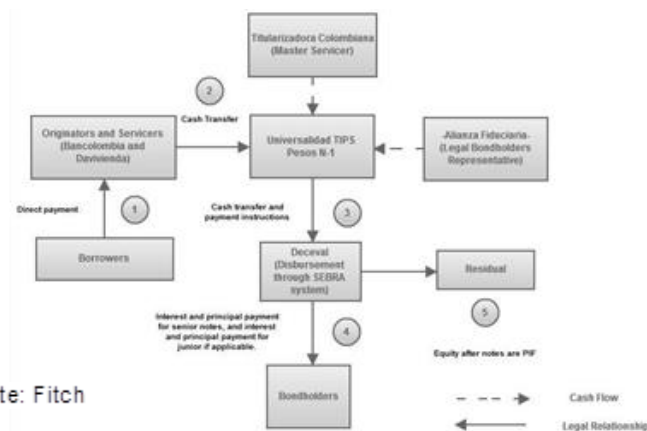 Titularizadora Colombiana
(Master Servicer)
2
Cash Transfer
Originators and Servicers
(Bancolombia and
Davivienda)
Universalidad TIPS
Pesos N-1
-Alianza Fiduciaria-
(Legal Bondholders
Representative)
Direct payment
1
Cash transfer and
payment instructions
3
Borrowers
Deceval
(Disbursement
through SEBRA
system)
Residual
Interest and principal payment
for senior notes, and interest
and principal payment for
junior if applicable.
4
5
Equity after notes are PIF
Bondholders
te: Fitch
Cash Flow
Legal Relationship